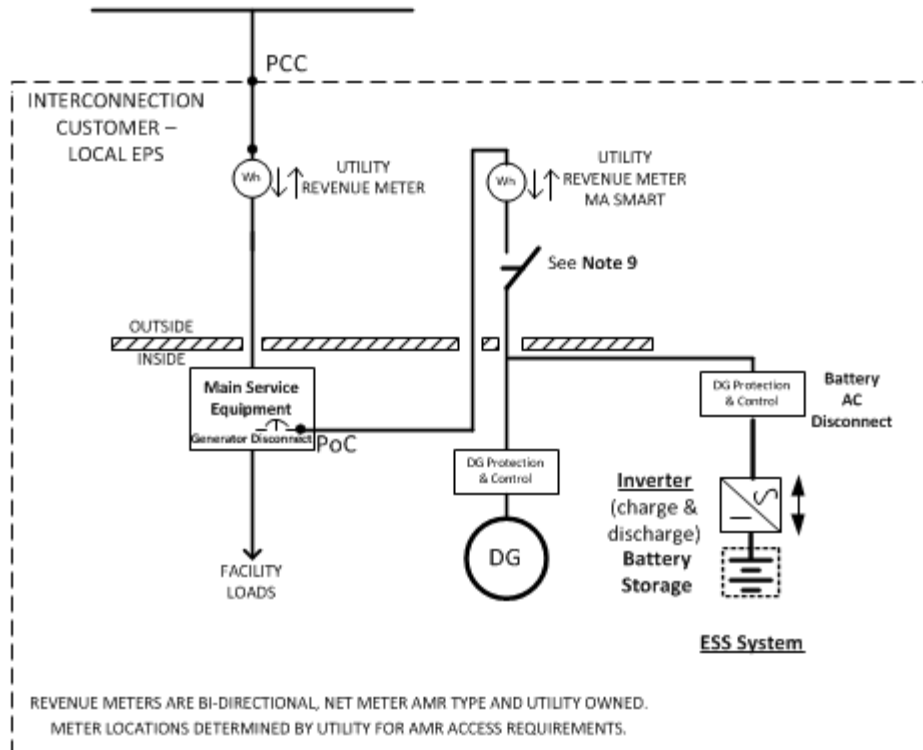 PCC
INTERCONNECTION
CUSTOMER –
LOCAL EPS
Wh
UTILITY
REVENUE METER
Wh
UTILITY
REVENUE METER
MA SMART
See Note 9
OUTSIDE
INSIDE
Main Service
Equipment
Generator Disconnect
PoC
DG Protection
& Control
Battery
AC
Disconnect
DG Protection
& Control
Inverter
(charge &
discharge)
Battery
Storage
DG
FACILITY
LOADS
ESS System
REVENUE METERS ARE BI-DIRECTIONAL, NET METER AMR TYPE AND UTILITY OWNED.
METER LOCATIONS DETERMINED BY UTILITY FOR AMR ACCESS REQUIREMENTS.